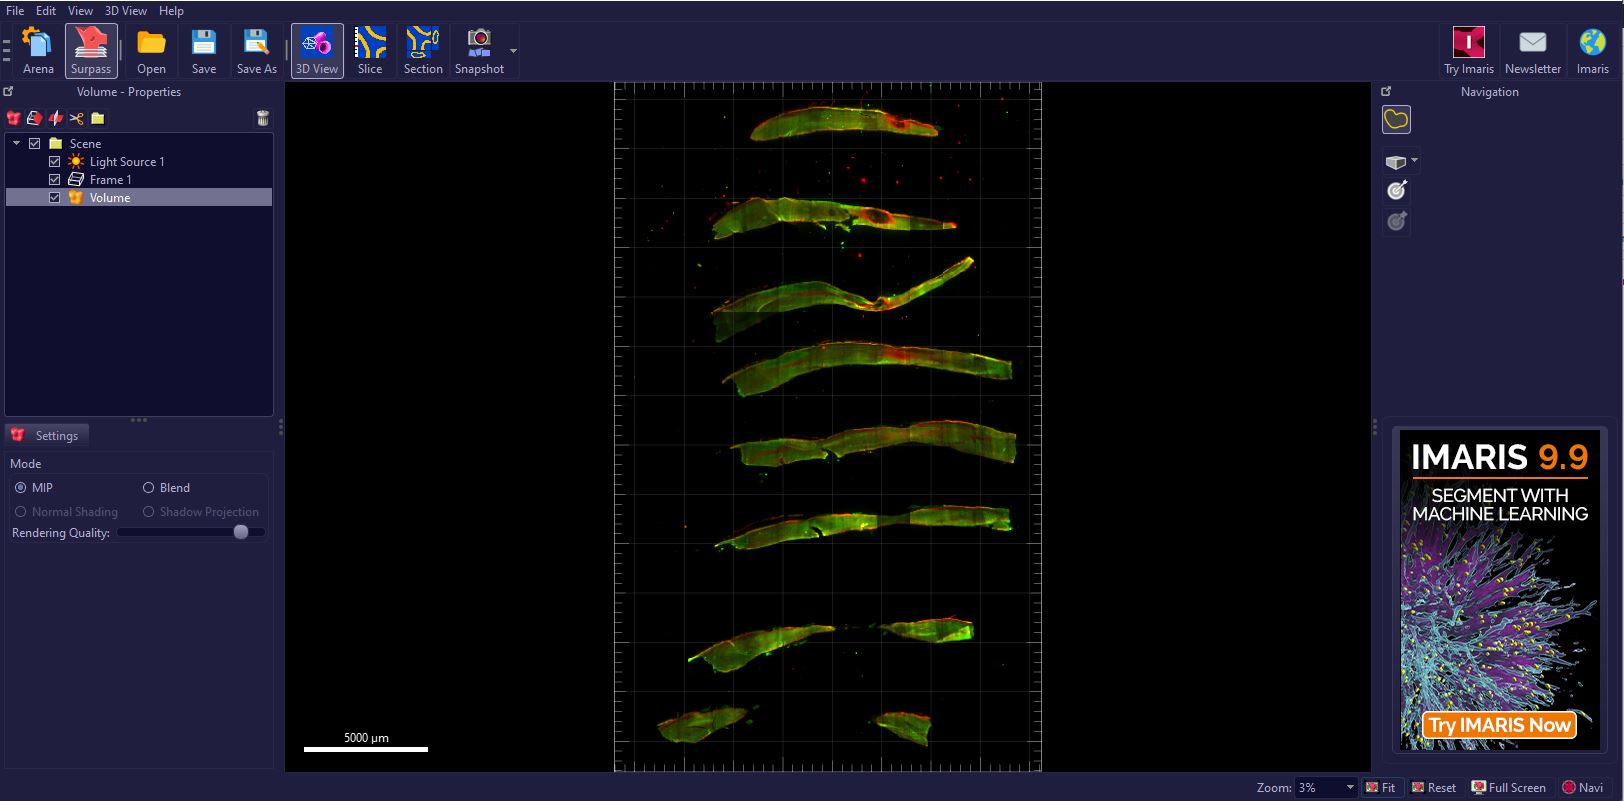 File Edit View 3D View Help
Arena Surpass Open Save Save As 3D View Slice Section Snapshot Try Imaris Newsletter Imaris
Volume - Properties
Navigation
Scene
Light Source 1
Frame 1
Volume
Settings
Mode
MIP Blend
Normal Shading Shadow Projection
Rendering Quality:
5000 µm
IMARIS 9.9
SEGMENT WITH
MACHINE LEARNING
Try IMARIS Now
Zoom: 3% Fit Reset Full Screen Navi